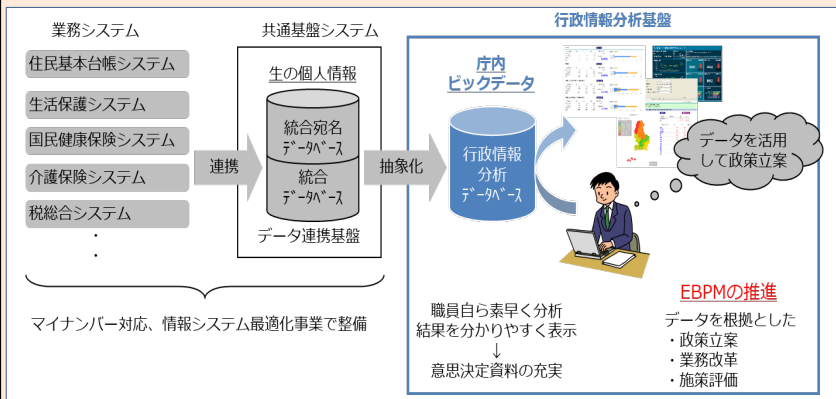 業務システム
住民基本台帳システム
生活保護システム
国民健康保険システム
介護保険システム
税総合システム
・
・
連携
共通基盤システム
生の個人情報
統合宛名
ﾃﾞｰﾀﾍﾞｰｽ
統合
ﾃﾞｰﾀﾍﾞｰｽ
データ連携基盤
抽象化
マイナンバー対応、情報システム最適化事業で整備
行政情報分析基盤
庁内
ビックデータ
行政情報
分析
ﾃﾞｰﾀﾍﾞｰｽ
データを活用
して政策立案
職員自ら素早く分析
結果を分かりやすく表示
↓
意思決定資料の充実
EBPMの推進
データを根拠とした
・政策立案
・業務改革
・施策評価